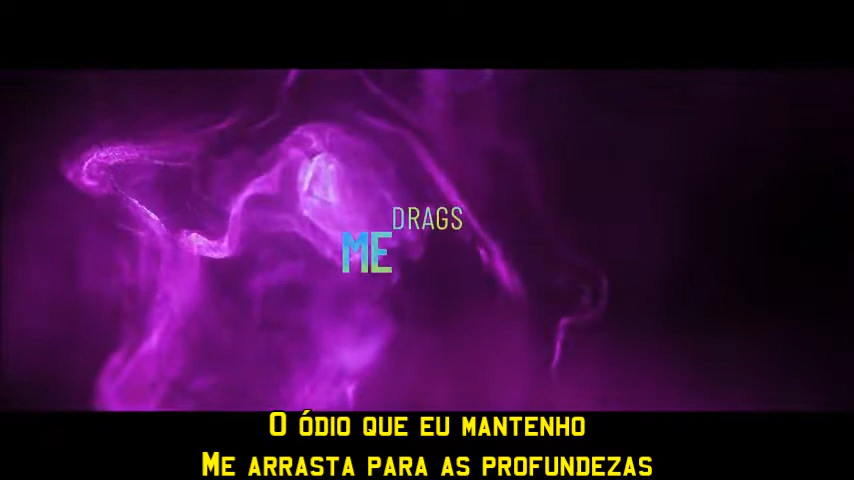 DRAGS
ME
O ÓDIO QUE EU MANTENHO
ME ARRASTA PARA AS PROFUNDEZAS